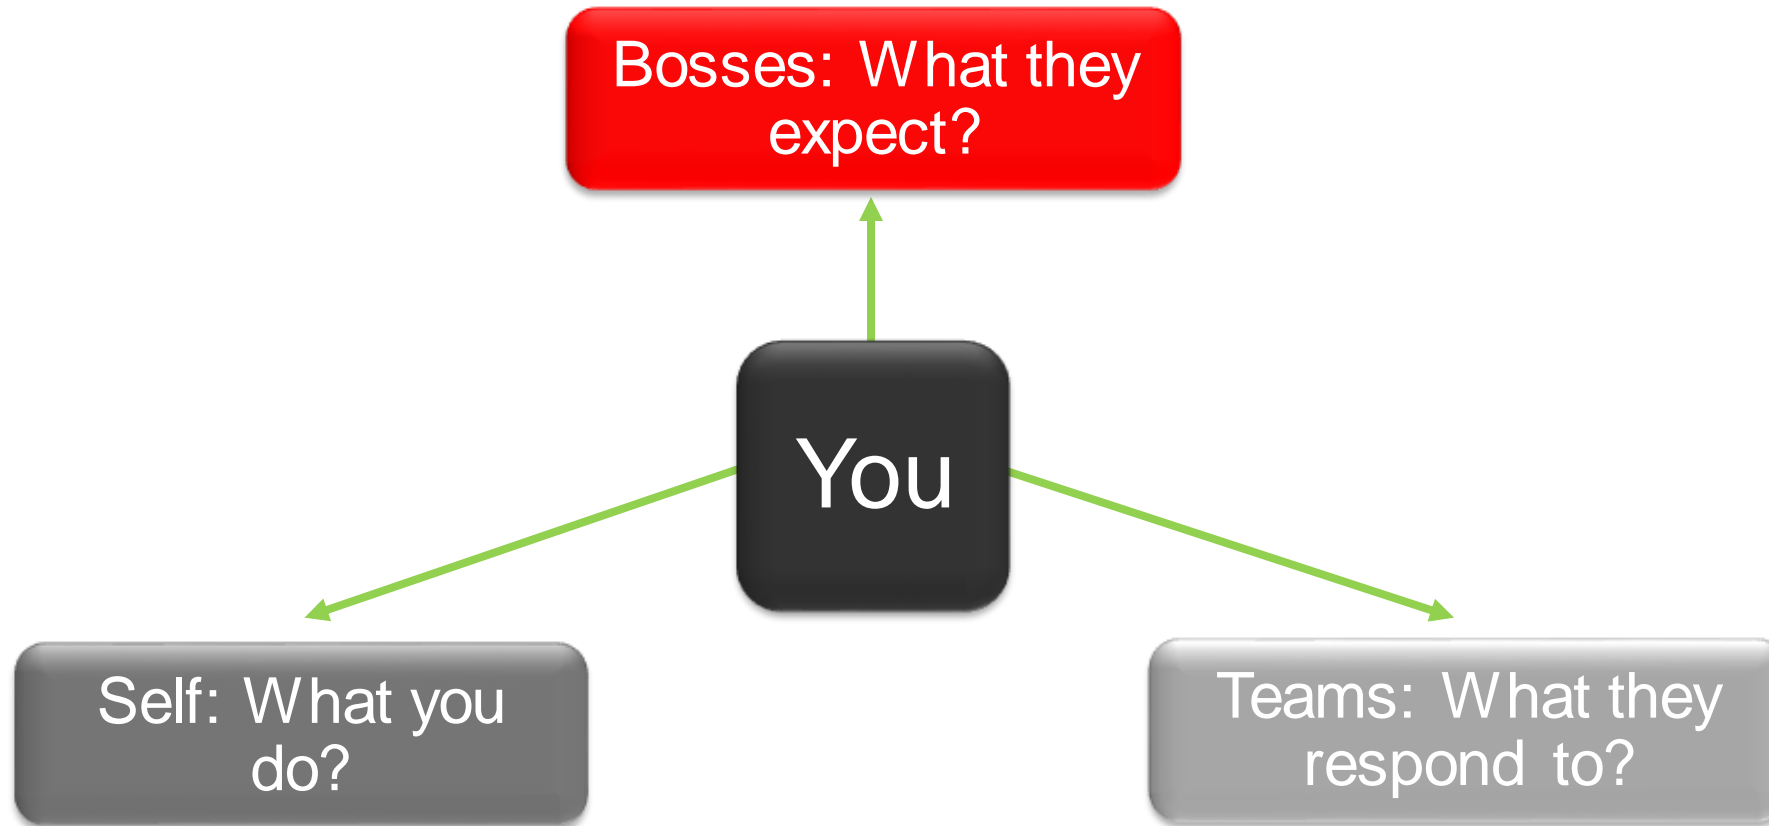 Bosses: What they
expect?
You
Self: What you
do?
Teams: What they
respond to?